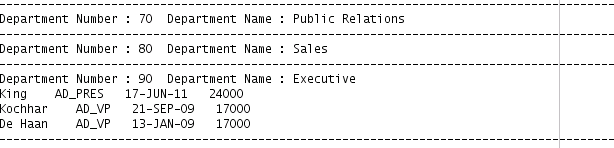 Department Number : 70  Department Name : Public Relations
Department Number : 80  Department Name : Sales
Department Number : 90  Department Name : Executive
King    AD_PRES   17-JUN-11   24000
Kochhar    AD_VP   21-SEP-09   17000
De Haan    AD_VP   13-JAN-09   17000